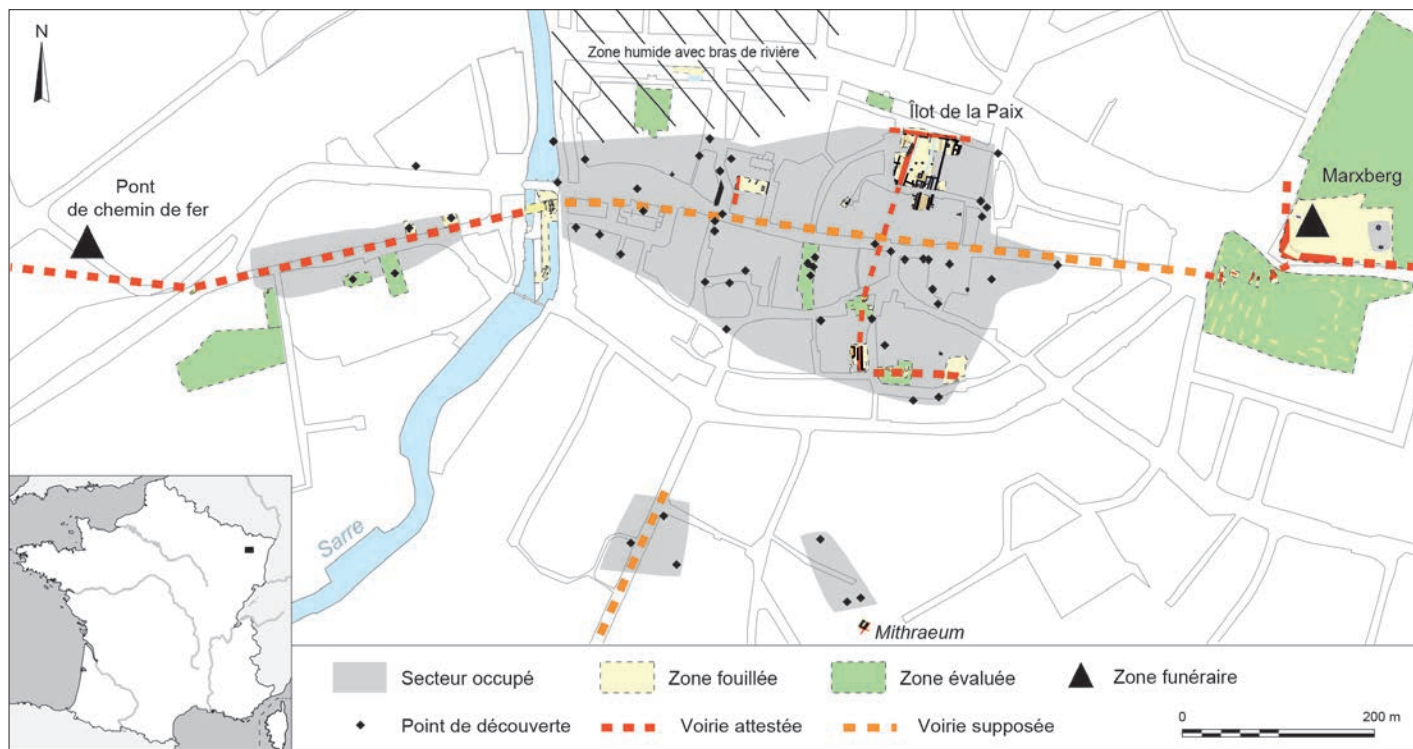 N
Zone humide avec bras de rivière
Îlot de la Paix
Marxberg
Pont
de chemin de fer
Sarre
Mithraeum
Secteur occupé
Zone fouillée
Zone évaluée
Zone funéraire
Point de découverte
Voirie attestée
Voirie supposée
0
200 m